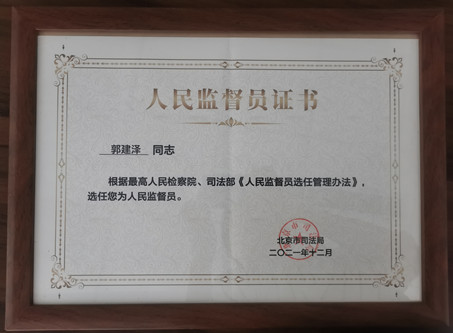 人民监督员证书
郭建泽 同志
根据最高人民检察院、司法部《人民监督员选任管理办法》,
选任您为人民监督员。
北京市司法局
二〇二一年十二月